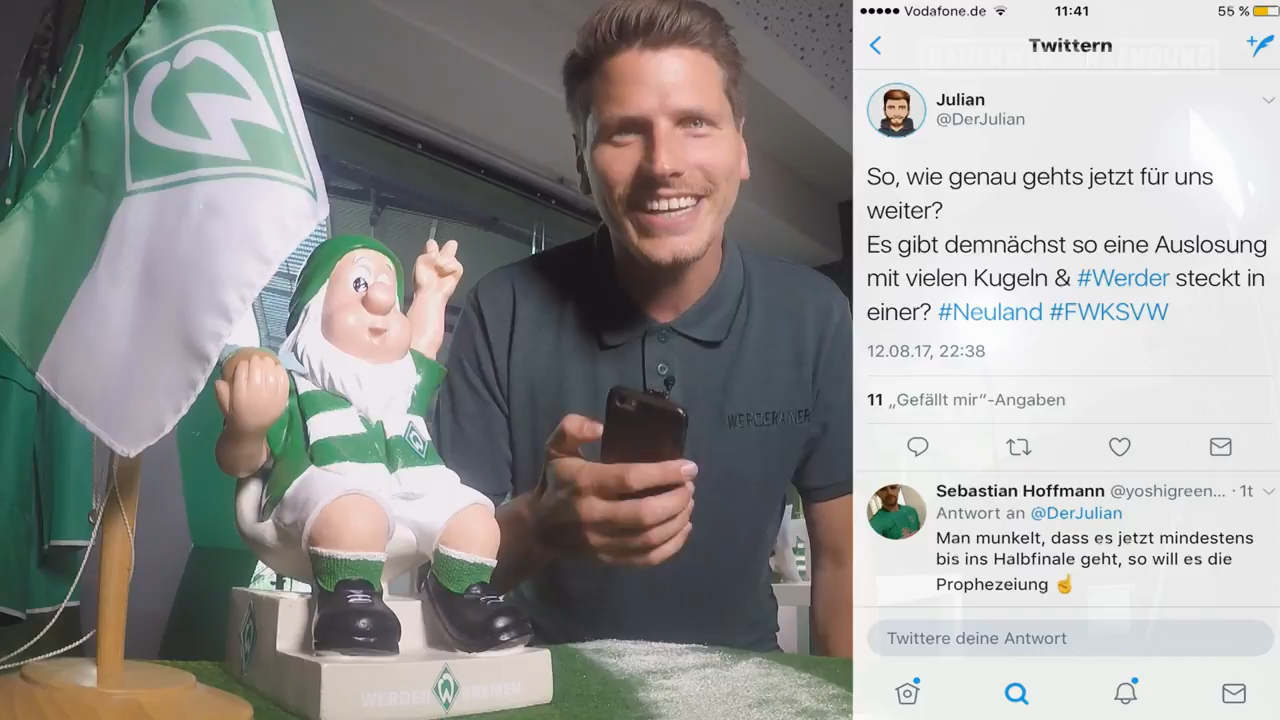 WERDER BREMEN
●●●●● Vodafone.de 11:41 55 %
Twittern
Julian
@DerJulian
So, wie genau gehts jetzt für uns
weiter?
Es gibt demnächst so eine Auslosung
mit vielen Kugeln & #Werder steckt in
einer? #Neuland #FWKSVW
12.08.17, 22:38
11 „Gefällt mir“-Angaben
Sebastian Hoffmann @yoshigreen... · 1t
Antwort an @DerJulian
Man munkelt, dass es jetzt mindestens
bis ins Halbfinale geht, so will es die
Prophezeiung ☝
Twittere deine Antwort